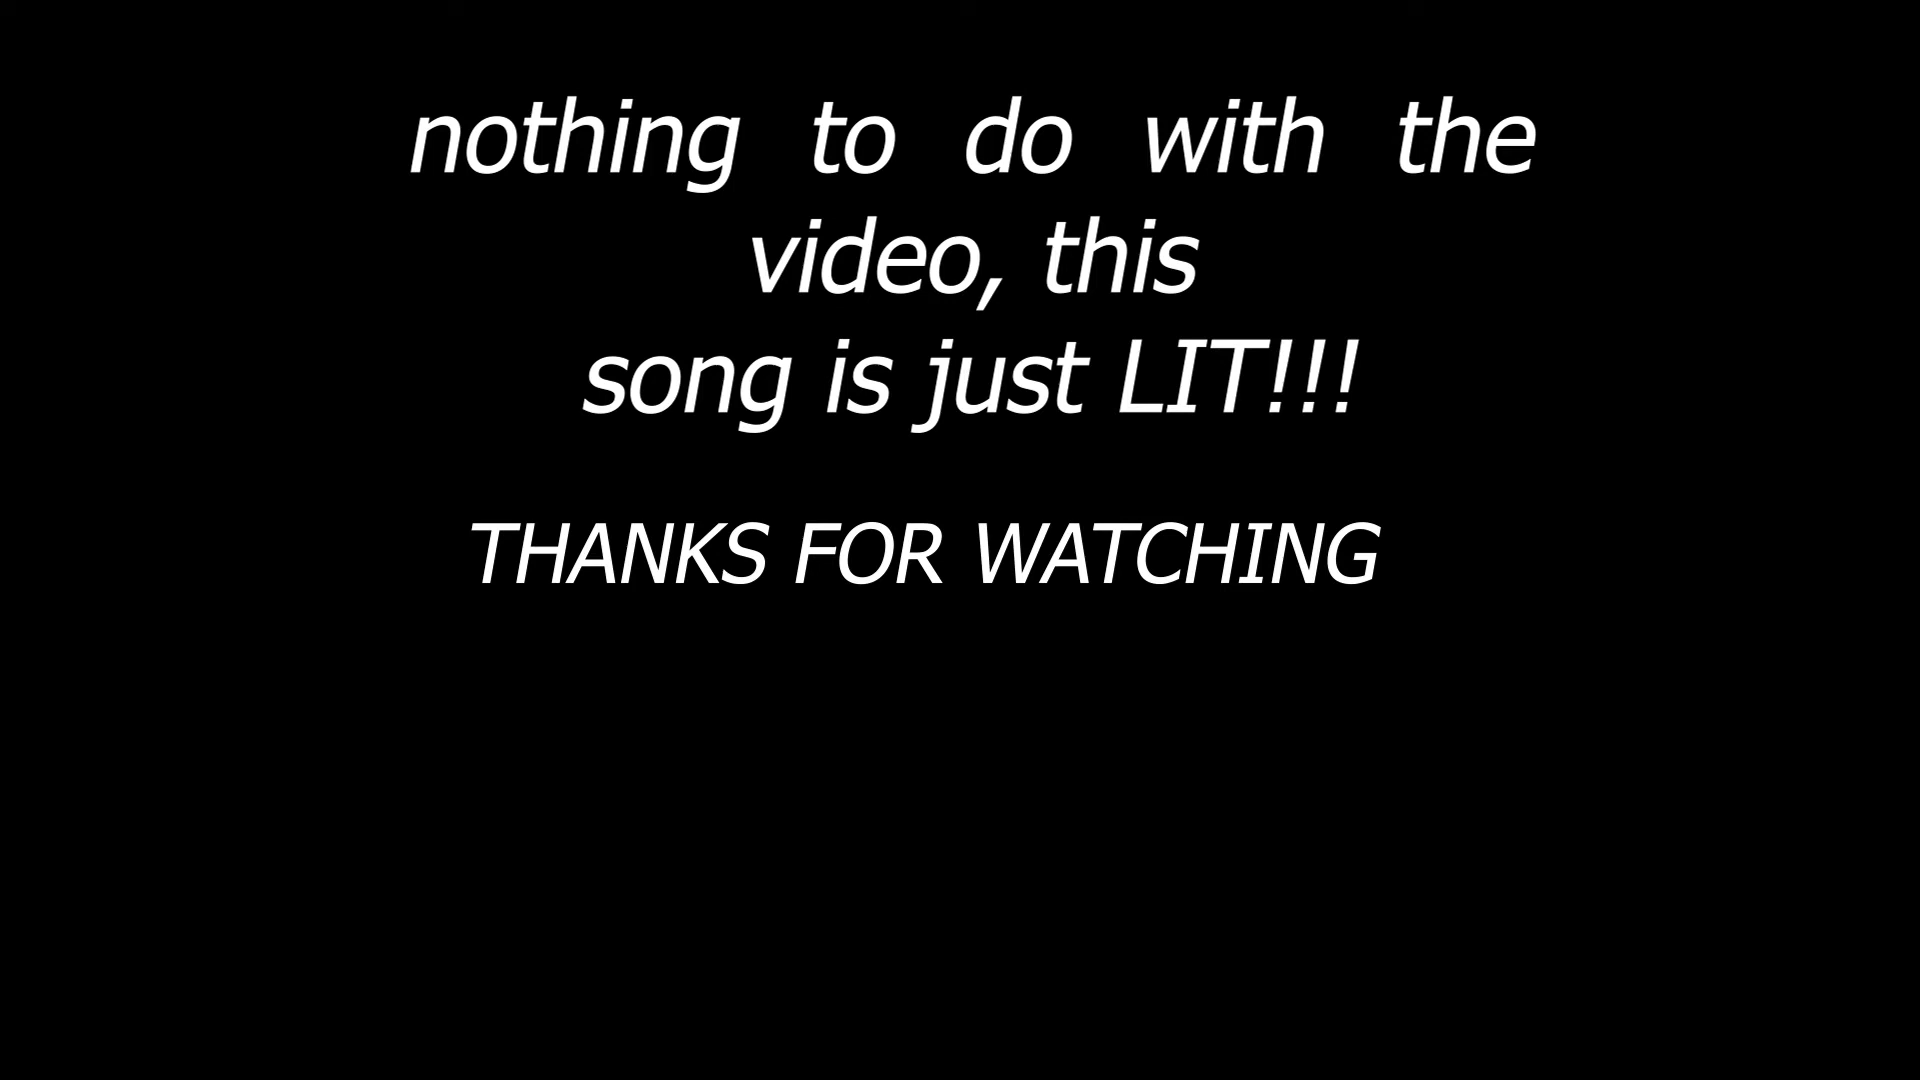 nothing to do with the
video, this
song is just LIT!!!
THANKS FOR WATCHING